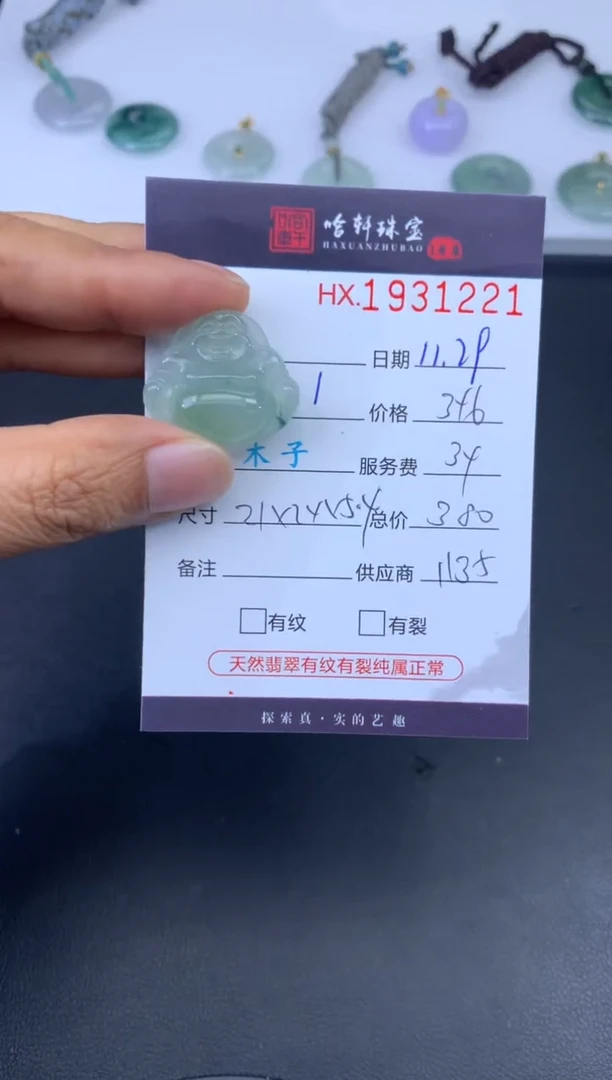 哈轩珠宝
HAXUANZHUBAO
HX.1931221
日期 11.29
1 价格 346
木子 服务费 34
尺寸 21X24X5.4 总价 380
备注 供应商 1135
有纹 有裂
天然翡翠有纹有裂纯属正常
探索真·实的艺趣